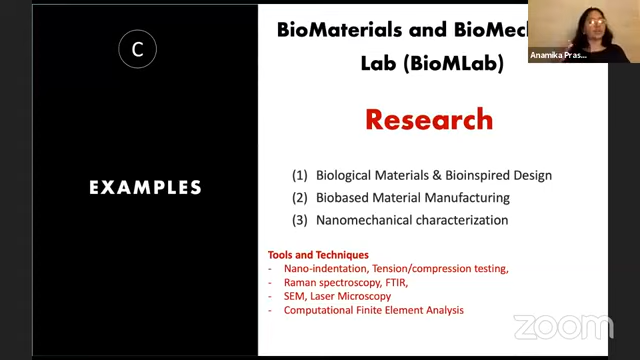 C
EXAMPLES
BioMaterials and BioMech
Lab (BioMLab)
Research
(1) Biological Materials & Bioinspired Design
(2) Biobased Material Manufacturing
(3) Nanomechanical characterization
Tools and Techniques
- Nano-indentation, Tension/compression testing,
- Raman spectroscopy, FTIR,
- SEM, Laser Microscopy
- Computational Finite Element Analysis
Anamika Pras...
zoom